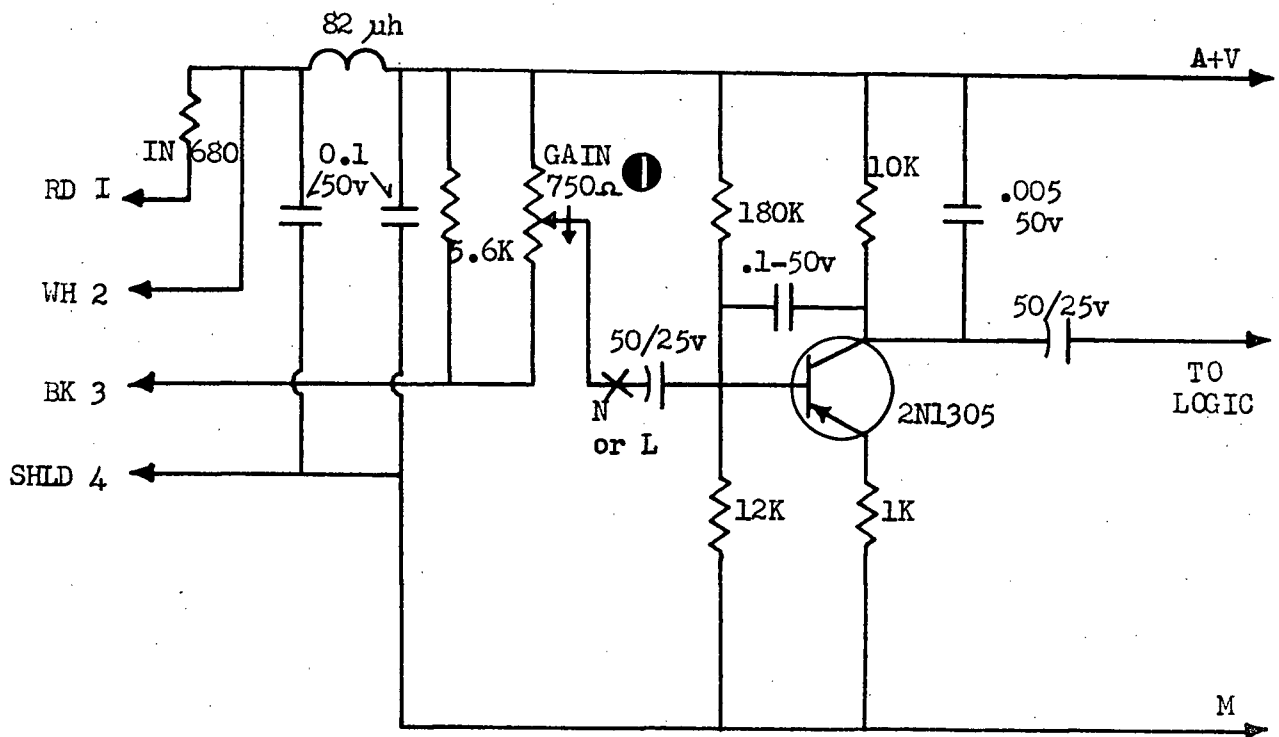 82 μh
A+V
IN 680
0.1
50v
GAIN
750Ω
1
RD I
5.6K
180K
10K
.005
50v
.1-50v
WH 2
50/25v
50/25v
BK 3
N
or L
2N1305
TO
LOGIC
SHLD 4
12K
1K
M